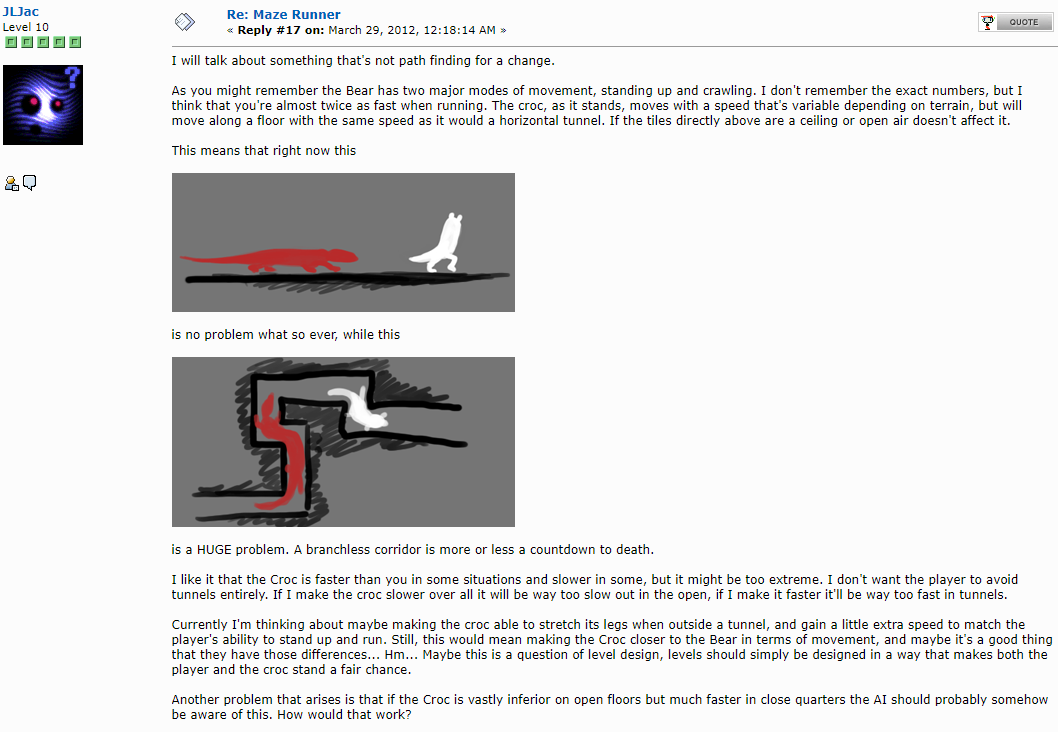 JLJac
Level 10
Re: Maze Runner
« Reply #17 on: March 29, 2012, 12:18:14 AM »
QUOTE
I will talk about something that's not path finding for a change.
As you might remember the Bear has two major modes of movement, standing up and crawling. I don't remember the exact numbers, but I
think that you're almost twice as fast when running. The croc, as it stands, moves with a speed that's variable depending on terrain, but will
move along a floor with the same speed as it would a horizontal tunnel. If the tiles directly above are a ceiling or open air doesn't affect it.
This means that right now this
is no problem what so ever, while this
is a HUGE problem. A branchless corridor is more or less a countdown to death.
I like it that the Croc is faster than you in some situations and slower in some, but it might be too extreme. I don't want the player to avoid
tunnels entirely. If I make the croc slower over all it will be way too slow out in the open, if I make it faster it'll be way too fast in tunnels.
Currently I'm thinking about maybe making the croc able to stretch its legs when outside a tunnel, and gain a little extra speed to match the
player's ability to stand up and run. Still, this would mean making the Croc closer to the Bear in terms of movement, and maybe it's a good thing
that they have those differences... Hm... Maybe this is a question of level design, levels should simply be designed in a way that makes both the
player and the croc stand a fair chance.
Another problem that arises is that if the Croc is vastly inferior on open floors but much faster in close quarters the AI should probably somehow
be aware of this. How would that work?